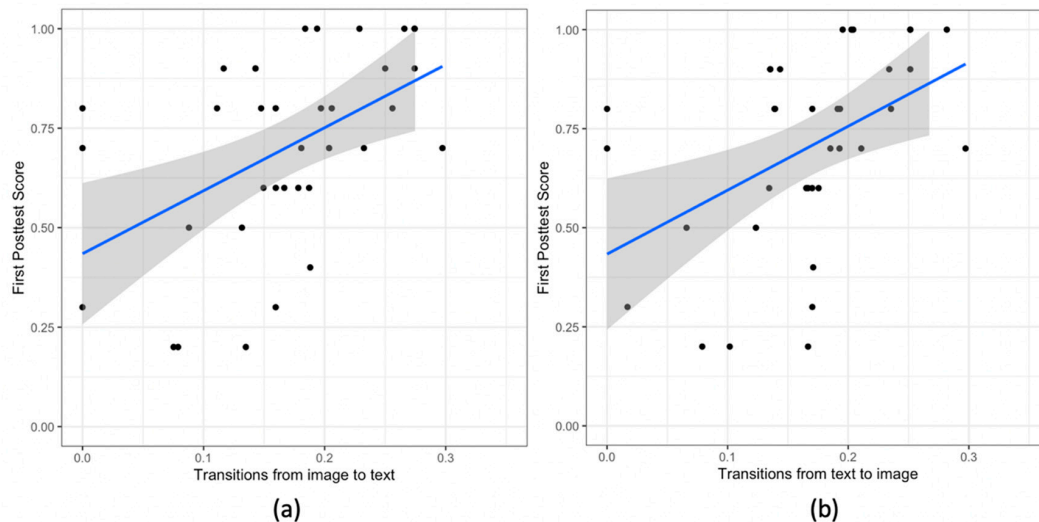 First Posttest Score
1.00
0.75
0.50
0.25
0.00
0.0 0.1 0.2 0.3
Transitions from image to text
(a)
First Posttest Score
1.00
0.75
0.50
0.25
0.00
0.0 0.1 0.2 0.3
Transitions from text to image
(b)